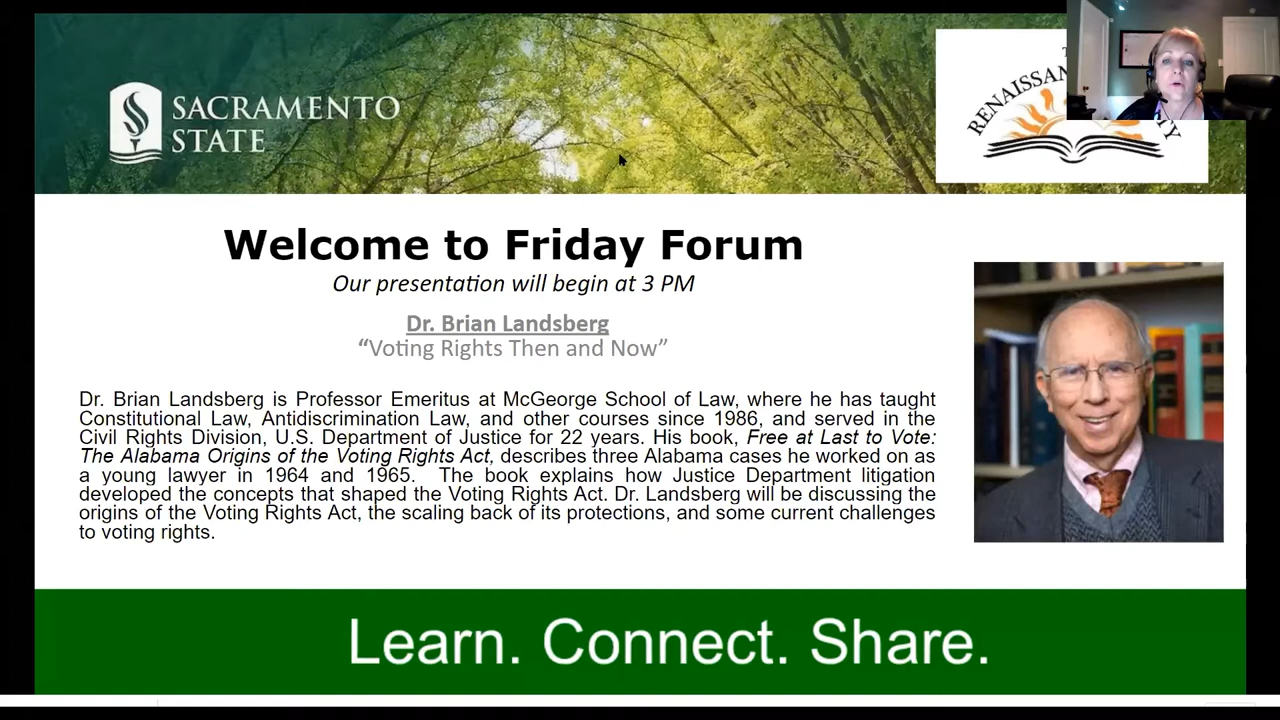 SACRAMENTO
STATE
Welcome to Friday Forum
Our presentation will begin at 3 PM
Dr. Brian Landsberg
“Voting Rights Then and Now”
Dr. Brian Landsberg is Professor Emeritus at McGeorge School of Law, where he has taught
Constitutional Law, Antidiscrimination Law, and other courses since 1986, and served in the
Civil Rights Division, U.S. Department of Justice for 22 years. His book, Free at Last to Vote:
The Alabama Origins of the Voting Rights Act, describes three Alabama cases he worked on as
a young lawyer in 1964 and 1965. The book explains how Justice Department litigation
developed the concepts that shaped the Voting Rights Act. Dr. Landsberg will be discussing the
origins of the Voting Rights Act, the scaling back of its protections, and some current challenges
to voting rights.
Learn. Connect. Share.